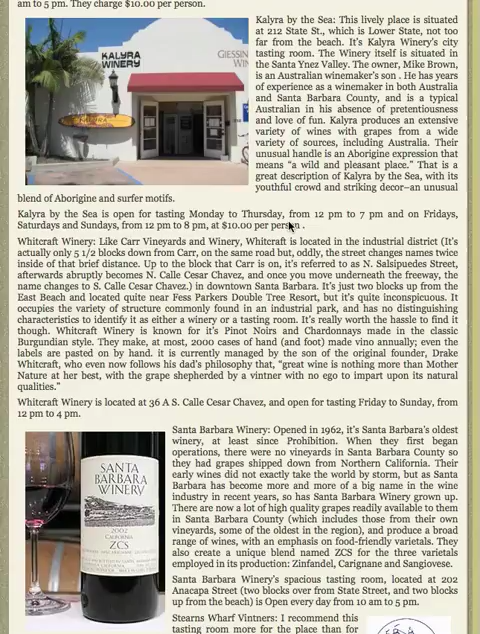 am to 5 pm. They charge $10.00 per person.
KALYRA
WINERY
GIESSIN
WINERY
KALYRA
Kalyra by the Sea: This lively place is situated
at 212 State St., which is Lower State, not too
far from the beach. It's Kalyra Winery's city
tasting room. The Winery itself is situated in
the Santa Ynez Valley. The owner, Mike Brown,
is an Australian winemaker's son . He has years
of experience as a winemaker in both Australia
and Santa Barbara County, and is a typical
Australian in his absence of pretentiousness
and love of fun. Kalyra produces an extensive
variety of wines with grapes from a wide
variety of sources, including Australia. Their
unusual handle is an Aborigine expression that
means “a wild and pleasant place.” That is a
great description of Kalyra by the Sea, with its
youthful crowd and striking decor–an unusual
blend of Aborigine and surfer motifs.
Kalyra by the Sea is open for tasting Monday to Thursday, from 12 pm to 7 pm and on Fridays,
Saturdays and Sundays, from 12 pm to 8 pm, at $10.00 per person .
Whitcraft Winery: Like Carr Vineyards and Winery, Whitcraft is located in the industrial district (It's
actually only 5 1/2 blocks down from Carr, on the same road but, oddly, the street changes names twice
inside of that brief distance. Up to the block that Carr is on, it's referred to as N. Salsipuedes Street,
afterwards abruptly becomes N. Calle Cesar Chavez, and once you move underneath the freeway, the
name changes to S. Calle Cesar Chavez.) in downtown Santa Barbara. It's just two blocks up from the
East Beach and located quite near Fess Parkers Double Tree Resort, but it's quite inconspicuous. It
occupies the variety of structure commonly found in an industrial park, and has no distinguishing
characteristics to identify it as either a winery or a tasting room. It's really worth the hassle to find it
though. Whitcraft Winery is known for it's Pinot Noirs and Chardonnays made in the classic
Burgundian style. They make, at most, 2000 cases of hand (and foot) made vino annually; even the
labels are pasted on by hand. it is currently managed by the son of the original founder, Drake
Whitcraft, who even now follows his dad's philosophy that, “great wine is nothing more than Mother
Nature at her best, with the grape shepherded by a vintner with no ego to impart upon its natural
qualities.”
Whitcraft Winery is located at 36 A S. Calle Cesar Chavez, and open for tasting Friday to Sunday, from
12 pm to 4 pm.
SANTA
BARBARA
WINERY
2002
CALIFORNIA
ZCS
Santa Barbara Winery: Opened in 1962, it's Santa Barbara's oldest
winery, at least since Prohibition. When they first began
operations, there were no vineyards in Santa Barbara County so
they had grapes shipped down from Northern California. Their
early wines did not exactly take the world by storm, but as Santa
Barbara has become more and more of a big name in the wine
industry in recent years, so has Santa Barbara Winery grown up.
There are now a lot of high quality grapes readily available to them
in Santa Barbara County (which includes those from their own
vineyards, some of the oldest in the region), and produce a broad
range of wines, with an emphasis on food-friendly varietals. They
also create a unique blend named ZCS for the three varietals
employed in its production: Zinfandel, Carignane and Sangiovese.
Santa Barbara Winery's spacious tasting room, located at 202
Anacapa Street (two blocks over from State Street, and two blocks
up from the beach) is Open every day from 10 am to 5 pm.
Stearns Wharf Vintners: I recommend this
tasting room more for the place than for